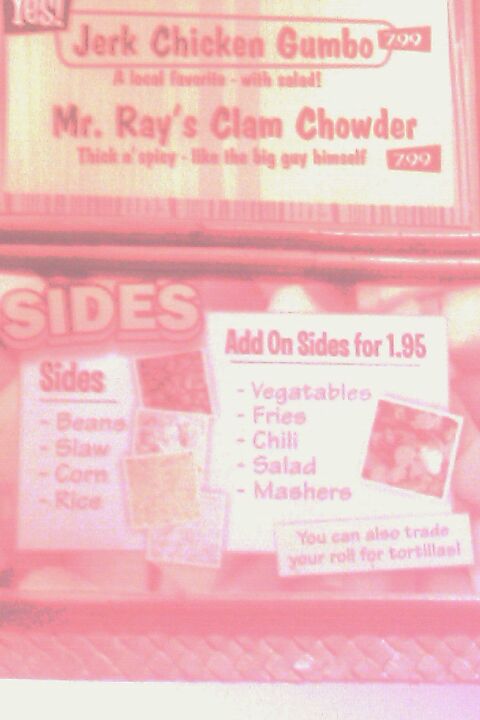 Yes!
Jerk Chicken Gumbo 7.99
A local favorite - with salad!
Mr. Ray's Clam Chowder
Thick n' spicy - like the big guy himself 7.99
SIDES
Sides
- Beans
- Slaw
- Corn
- Rice
Add On Sides for 1.95
- Vegatables
- Fries
- Chili
- Salad
- Mashers
You can also trade
your roll for tortillas!